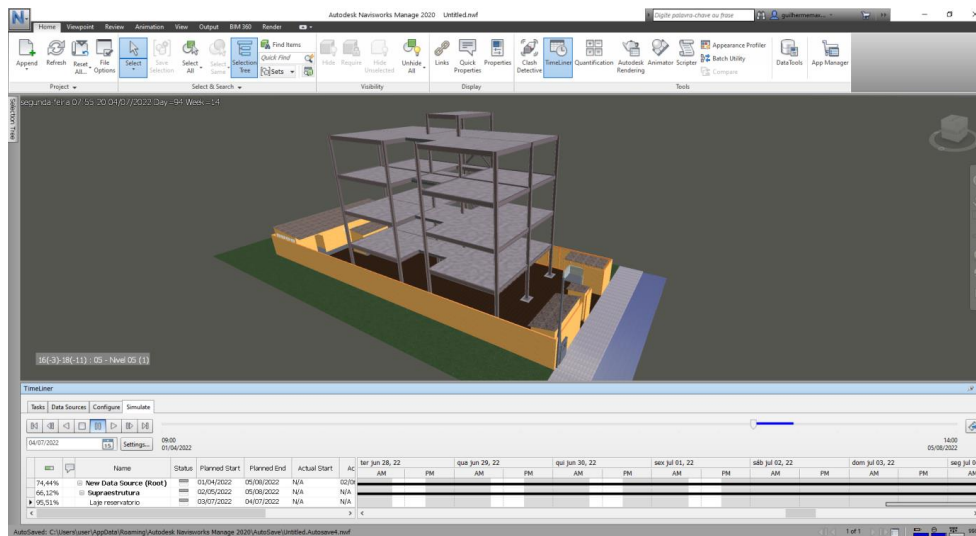 Autodesk Navisworks Manage 2020 Untitled.nwf
Digite palavra-chave ou frase
guilhermemac...
Home Viewpoint Review Animation View Output BIM 360 Render
Append Refresh Reset All... File Options Select Save Selection Select All Select Same Selection Tree Find Items Quick Find Sets Hide Require Hide Unselected Unhide All Links Quick Properties Properties Clash Detective TimeLiner Quantification Autodesk Rendering Animator Scripter Appearance Profiler Batch Utility Compare DataTools App Manager
Project Select & Search Visibility Display Tools
Selection Tree
segunda-feira 07:55:20 04/07/2022 Day=94 Week=14
16(-3)-18(-11) : 05 - Nivel 05 (1)
TimeLiner
Tasks Data Sources Configure Simulate
04/07/2022 15 Settings... 09:00 01/04/2022 14:00 05/08/2022
ter jun 28, 22 qua jun 29, 22 qui jun 30, 22 sex jul 01, 22 sáb jul 02, 22 dom jul 03, 22
Name Status Planned Start Planned End Actual Start Ac AM PM AM PM AM PM AM PM AM PM AM PM
74,44% New Data Source (Root) 01/04/2022 05/08/2022 N/A
66,12% Supraestrutura 02/05/2022 05/08/2022 N/A N/A
95,51% Laje reservatorio 03/07/2022 04/07/2022 N/A N/A
AutoSaved: C:\Users\user\AppData\Roaming\Autodesk Navisworks Manage 2020\AutoSave\Untitled.Autosave4.nwf 1 of 1